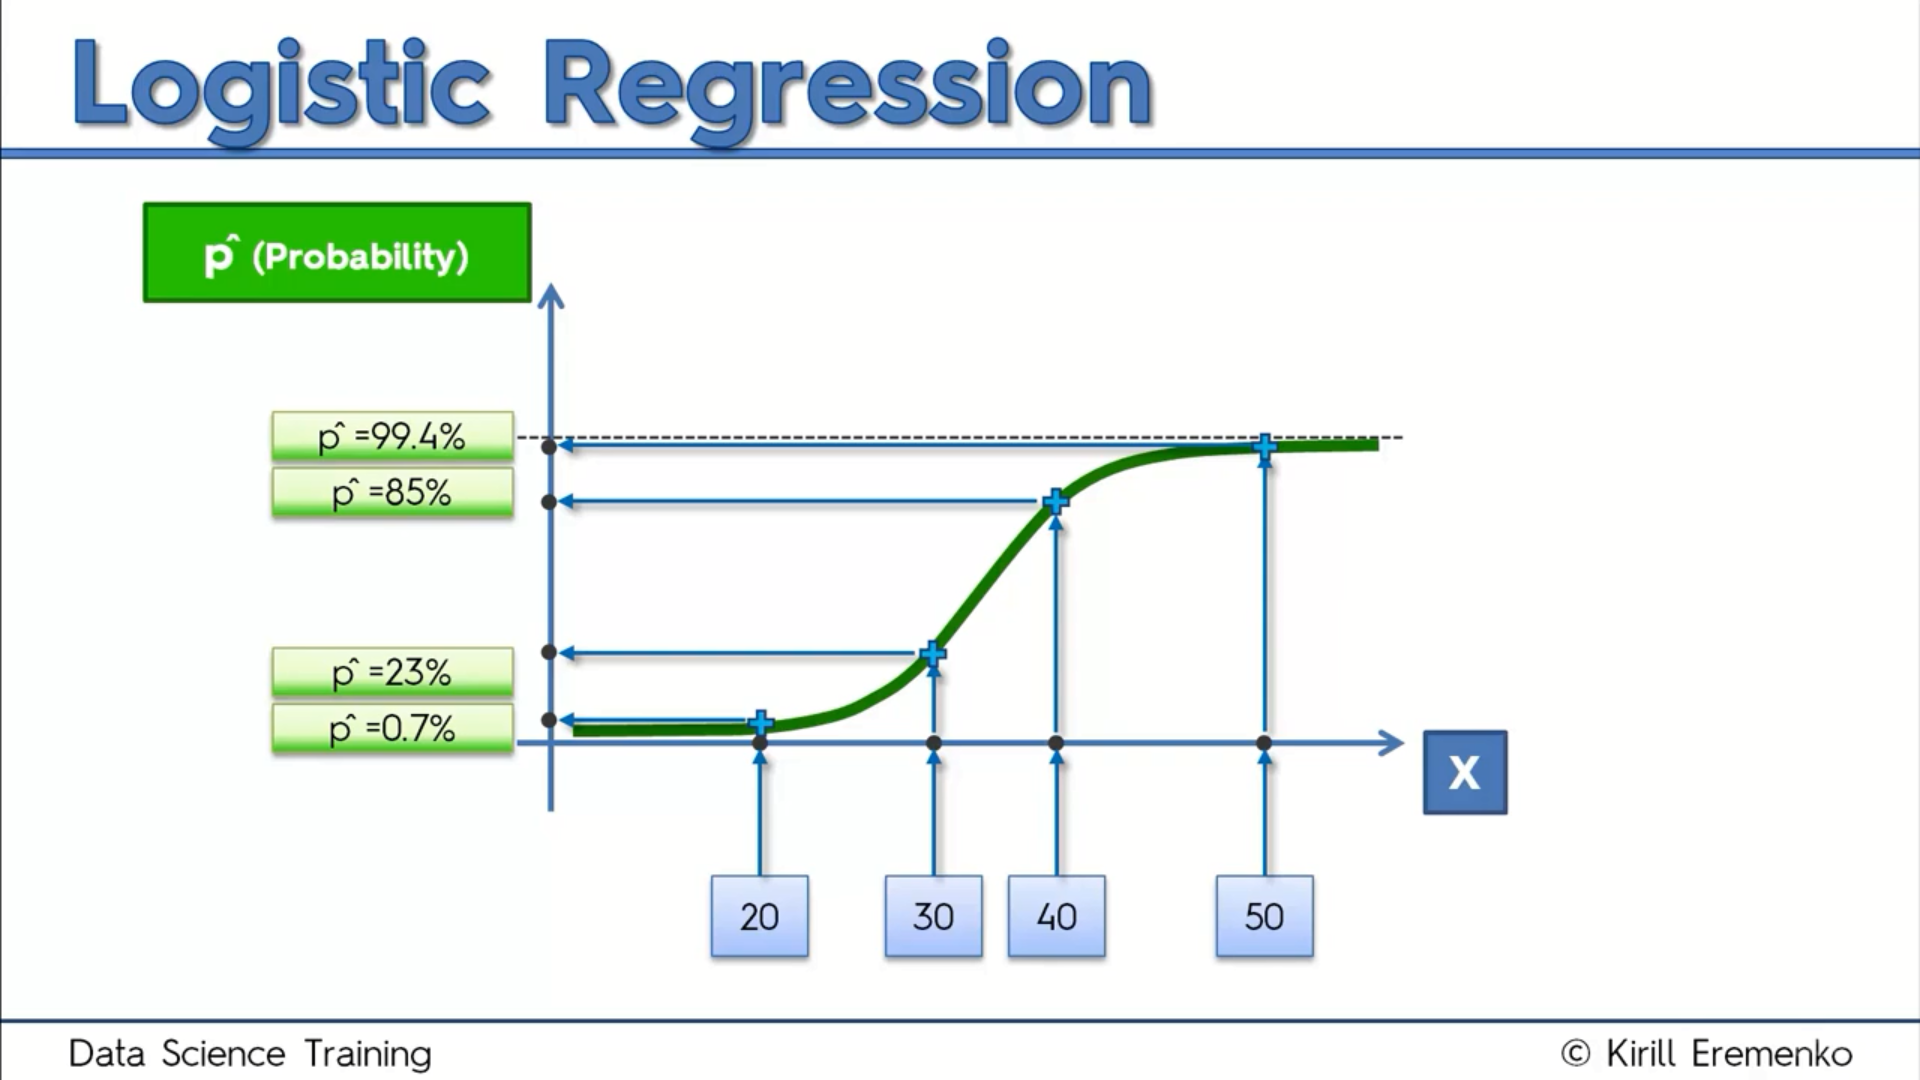 Logistic Regression
p̂ (Probability)
p̂ =99.4%
p̂ =85%
p̂ =23%
p̂ =0.7%
X
20 30 40 50
Data Science Training © Kirill Eremenko